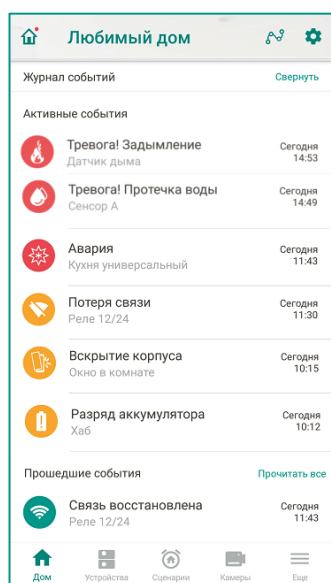 Любимый дом
Журнал событий
Свернуть
Активные события
Тревога! Задымление
Сегодня
Датчик дыма
14:53
Тревога! Протечка воды
Сегодня
Сенсор А
14:49
Авария
Сегодня
Кухня универсальный
11:43
Потеря связи
Сегодня
Реле 12/24
11:30
Вскрытие корпуса
Сегодня
Окно в комнате
10:15
Разряд аккумулятора
Сегодня
Хаб
10:12
Прошедшие события
Прочитать все
Связь восстановлена
Сегодня
Реле 12/24
11:43
Дом
Устройства
Сценарии
Камеры
Еще